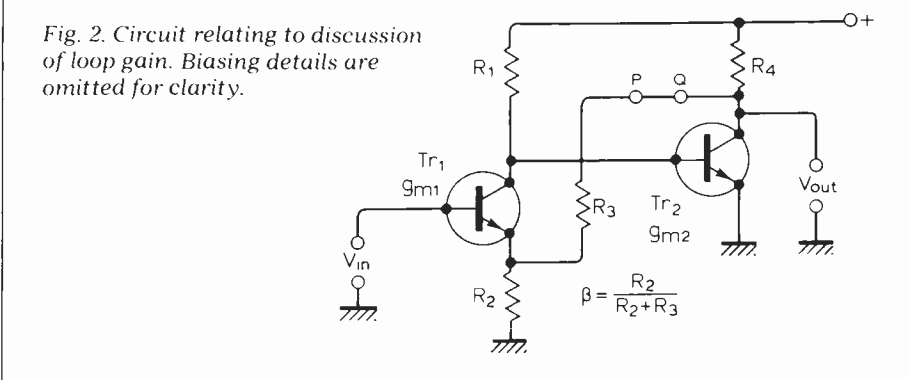 Fig. 2. Circuit relating to discussion
of loop gain. Biasing details are
omitted for clarity.
+
R1
R4
P Q
Tr1
gm1
R3
Tr2
gm2
Vout
Vin
R2
β = R2
R2+R3